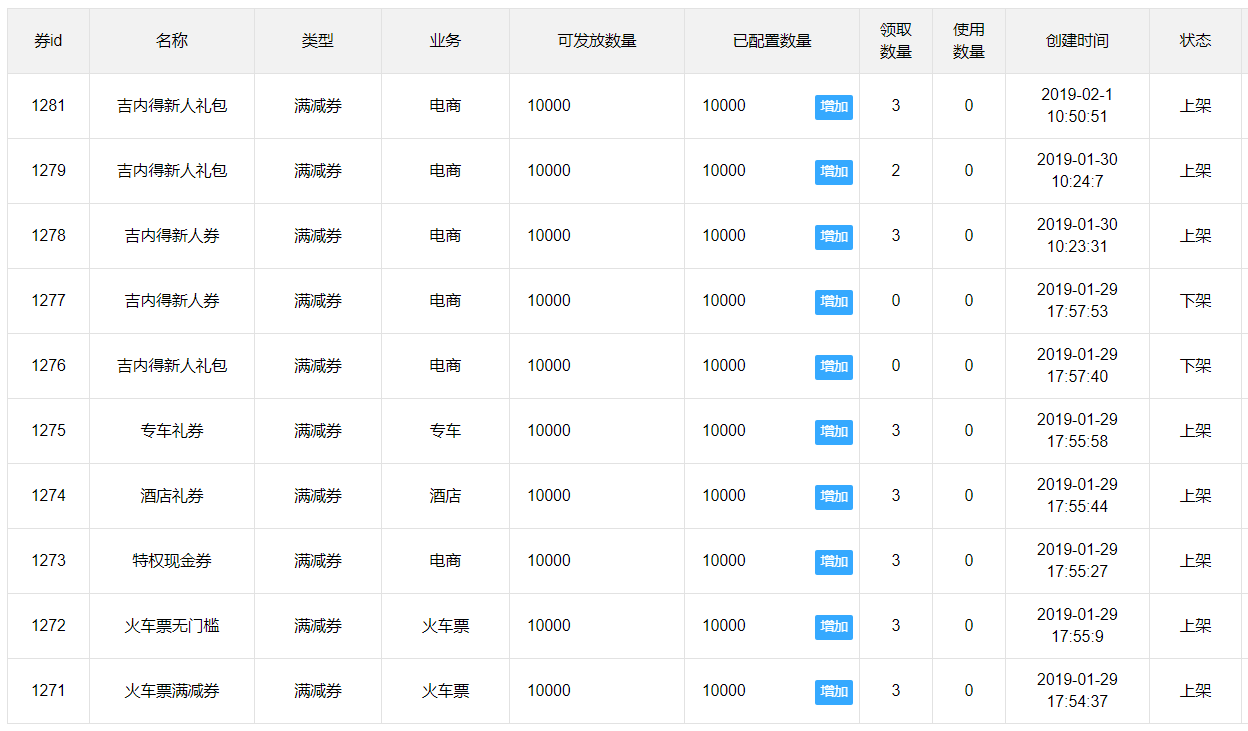 券id 名称 类型 业务 可发放数量 已配置数量 领取数量 使用数量 创建时间 状态
1281 吉内得新人礼包 满减券 电商 10000 10000 增加 3 0 2019-02-1 10:50:51 上架
1279 吉内得新人礼包 满减券 电商 10000 10000 增加 2 0 2019-01-30 10:24:7 上架
1278 吉内得新人券 满减券 电商 10000 10000 增加 3 0 2019-01-30 10:23:31 上架
1277 吉内得新人券 满减券 电商 10000 10000 增加 0 0 2019-01-29 17:57:53 下架
1276 吉内得新人礼包 满减券 电商 10000 10000 增加 0 0 2019-01-29 17:57:40 下架
1275 专车礼券 满减券 专车 10000 10000 增加 3 0 2019-01-29 17:55:58 上架
1274 酒店礼券 满减券 酒店 10000 10000 增加 3 0 2019-01-29 17:55:44 上架
1273 特权现金券 满减券 电商 10000 10000 增加 3 0 2019-01-29 17:55:27 上架
1272 火车票无门槛 满减券 火车票 10000 10000 增加 3 0 2019-01-29 17:55:9 上架
1271 火车票满减券 满减券 火车票 10000 10000 增加 3 0 2019-01-29 17:54:37 上架